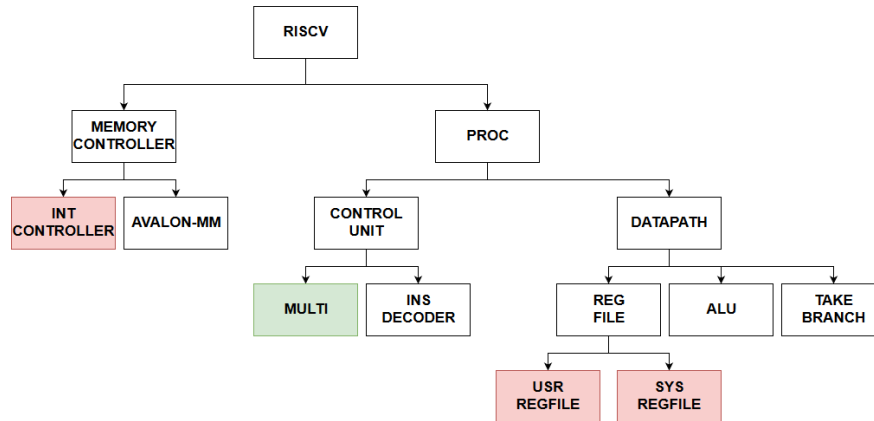 RISCV
MEMORY
CONTROLLER
PROC
INT
CONTROLLER
AVALON-MM
CONTROL
UNIT
DATAPATH
MULTI
INS
DECODER
REG
FILE
ALU
TAKE
BRANCH
USR
REGFILE
SYS
REGFILE